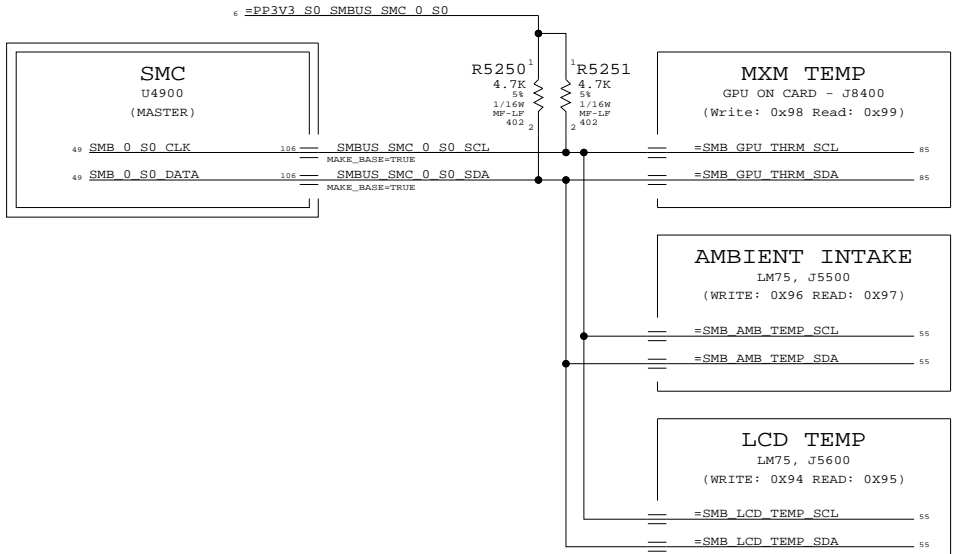 6 =PP3V3_S0_SMBUS_SMC_0_S0
SMC
U4900
(MASTER)
49 SMB_0_S0_CLK 106
SMBUS_SMC_0_S0_SCL
MAKE_BASE=TRUE
49 SMB_0_S0_DATA 106
SMBUS_SMC_0_S0_SDA
MAKE_BASE=TRUE
R5250 1
4.7K
5%
1/16W
MF-LF
402
2
1 R5251
4.7K
5%
1/16W
MF-LF
402
2
MXM TEMP
GPU ON CARD - J8400
(Write: 0x98 Read: 0x99)
=SMB_GPU_THRM_SCL 85
=SMB_GPU_THRM_SDA 85
AMBIENT INTAKE
LM75, J5500
(WRITE: 0X96 READ: 0X97)
=SMB_AMB_TEMP_SCL 55
=SMB_AMB_TEMP_SDA 55
LCD TEMP
LM75, J5600
(WRITE: 0X94 READ: 0X95)
=SMB_LCD_TEMP_SCL 55
=SMB_LCD_TEMP_SDA 55